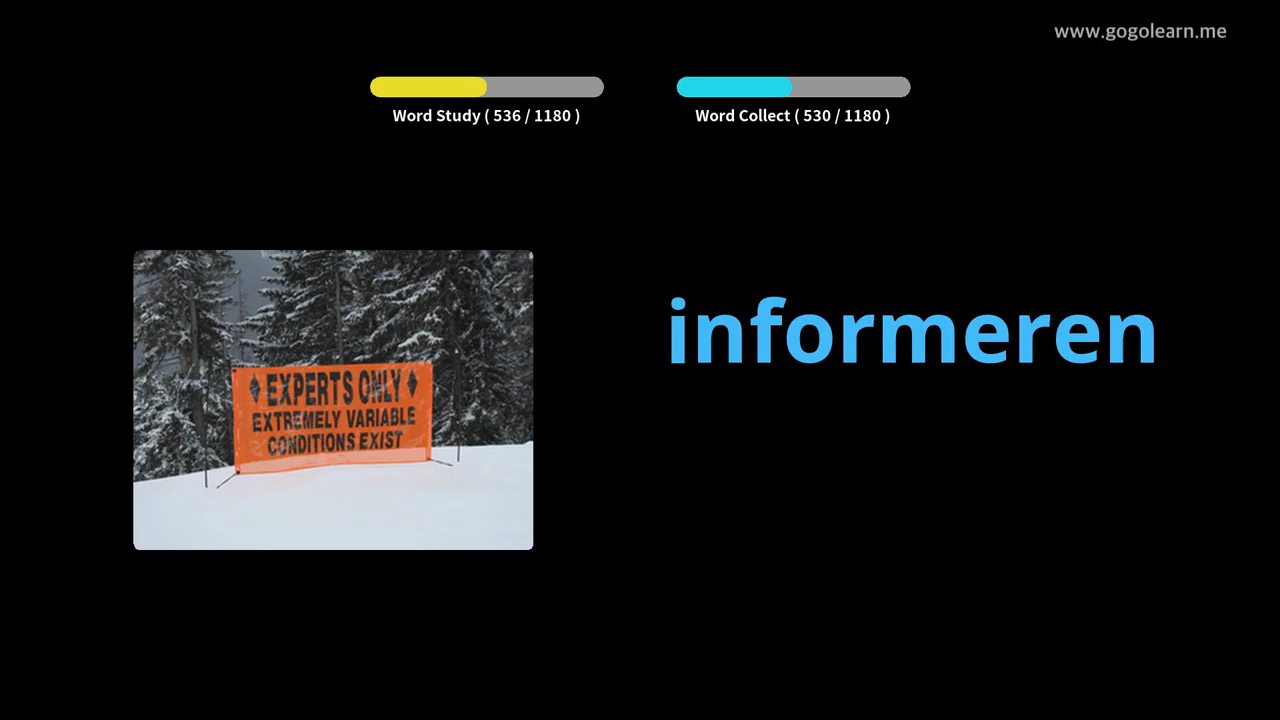 www.gogolearn.me
Word Study ( 536 / 1180 )
Word Collect ( 530 / 1180 )
informeren
EXPERTS ONLY
EXTREMELY VARIABLE
CONDITIONS EXIST